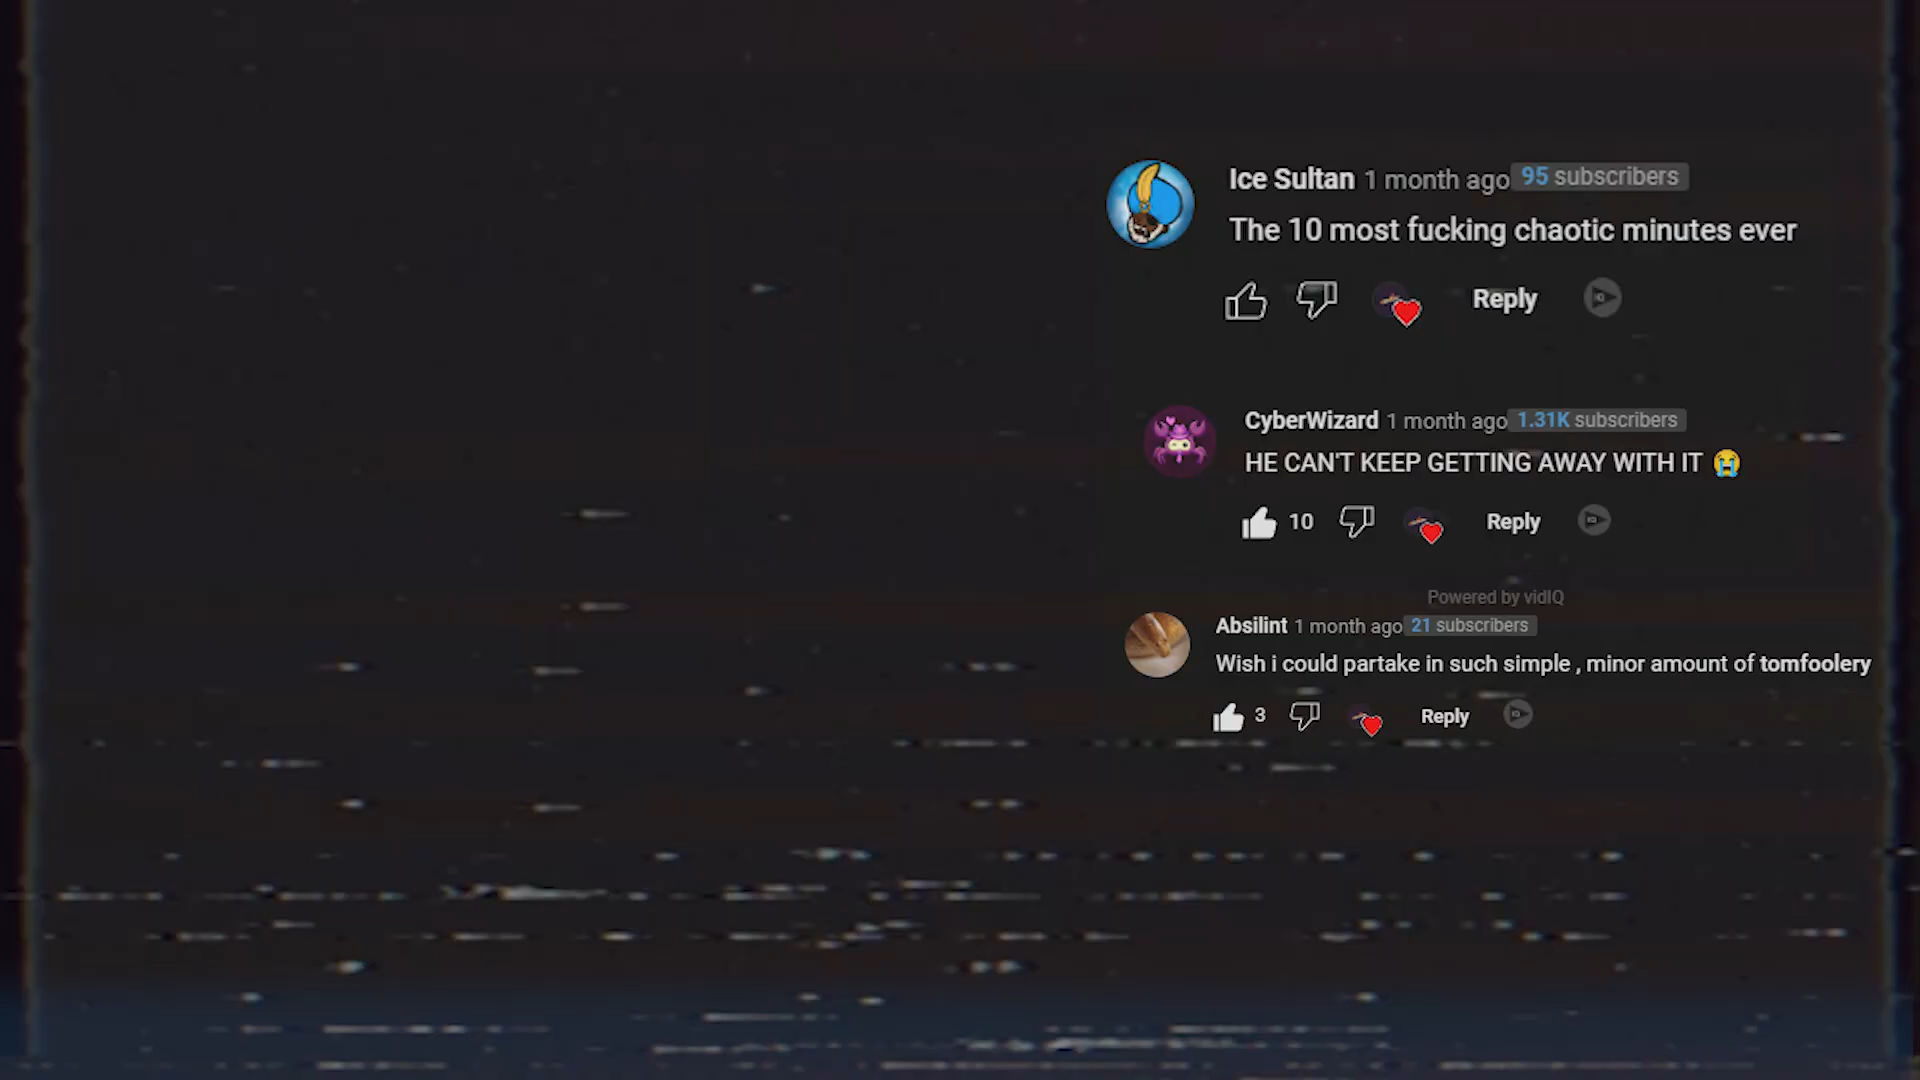 Ice Sultan 1 month ago 95 subscribers
The 10 most fucking chaotic minutes ever
Reply
CyberWizard 1 month ago 1.31K subscribers
HE CAN'T KEEP GETTING AWAY WITH IT 😭
10 Reply
Powered by vidIQ
Absilint 1 month ago 21 subscribers
Wish i could partake in such simple , minor amount of tomfoolery
3 Reply